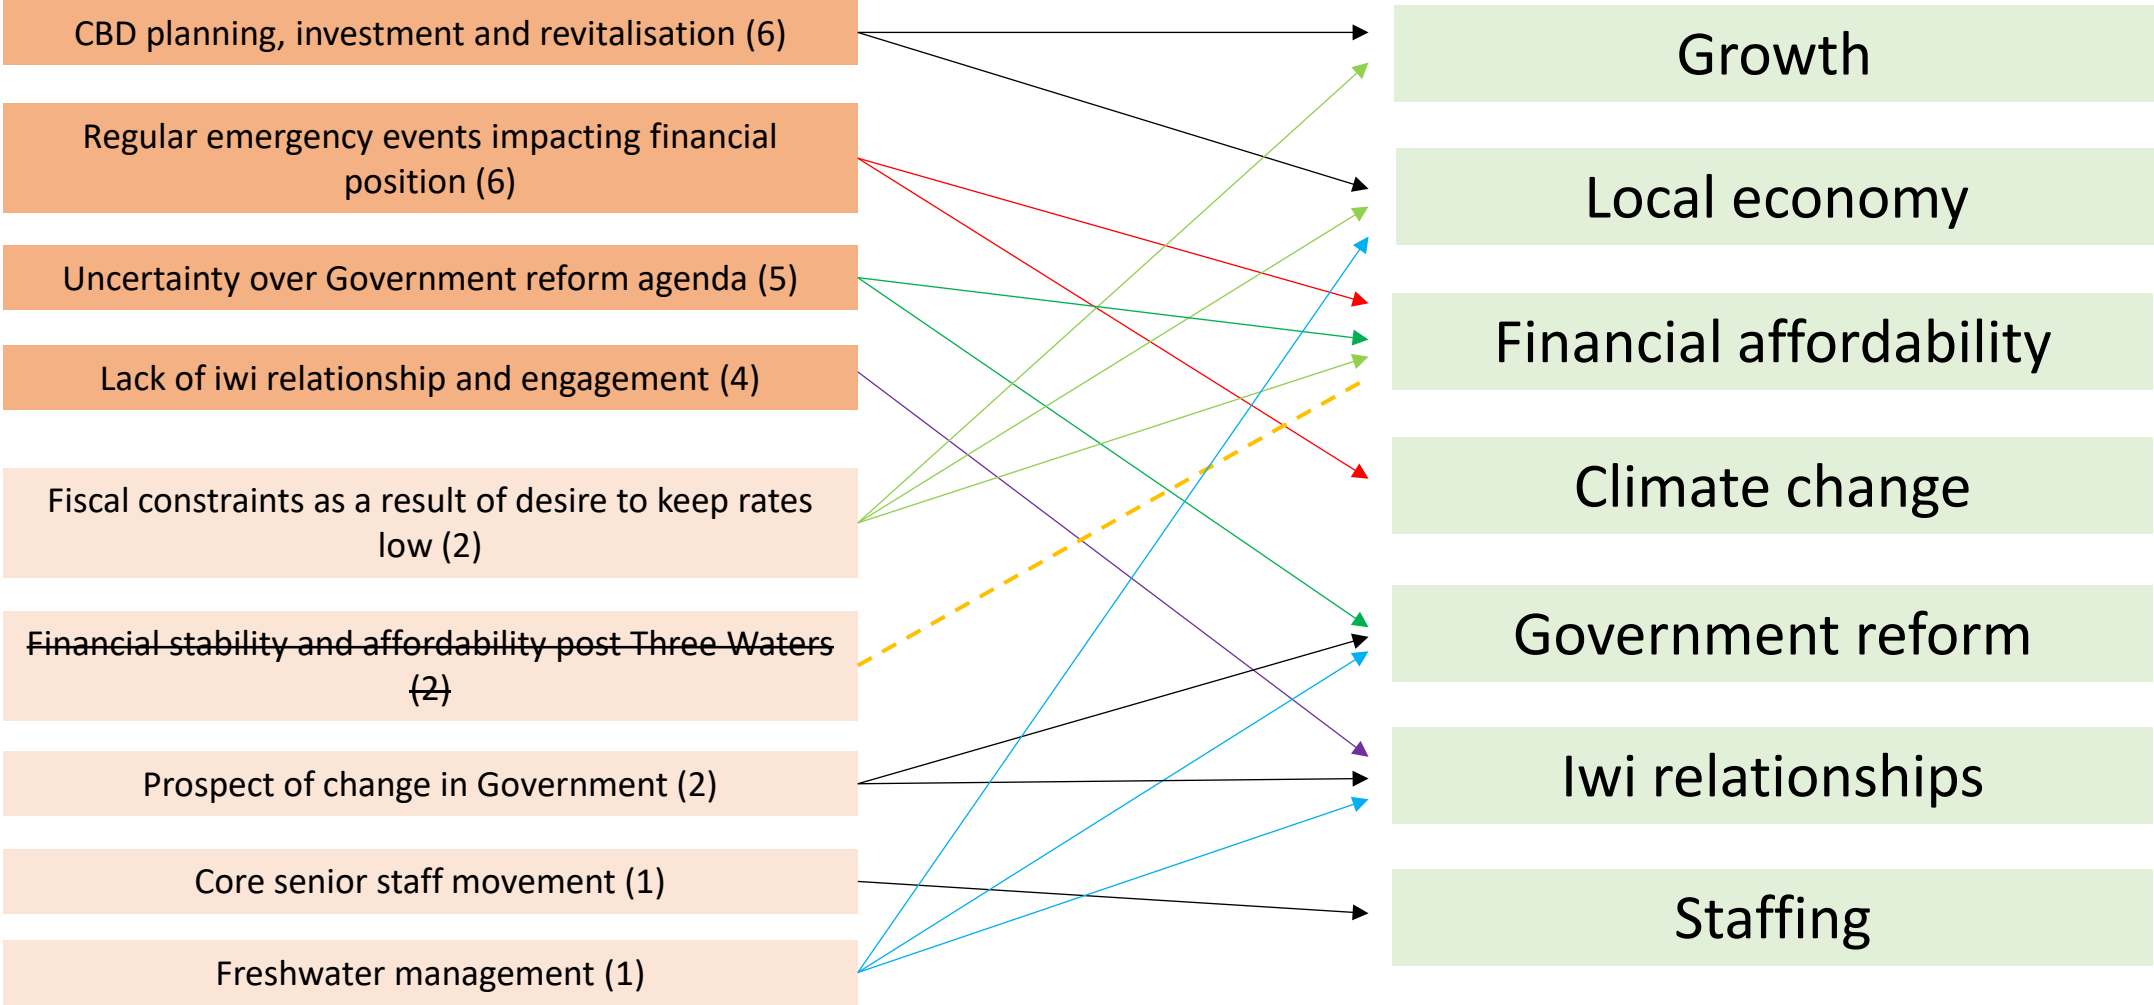 CBD planning, investment and revitalisation (6)
Regular emergency events impacting financial
position (6)
Uncertainty over Government reform agenda (5)
Lack of iwi relationship and engagement (4)
Fiscal constraints as a result of desire to keep rates
low (2)
Financial stability and affordability post Three Waters
(2)
Prospect of change in Government (2)
Core senior staff movement (1)
Freshwater management (1)
Growth
Local economy
Financial affordability
Climate change
Government reform
Iwi relationships
Staffing